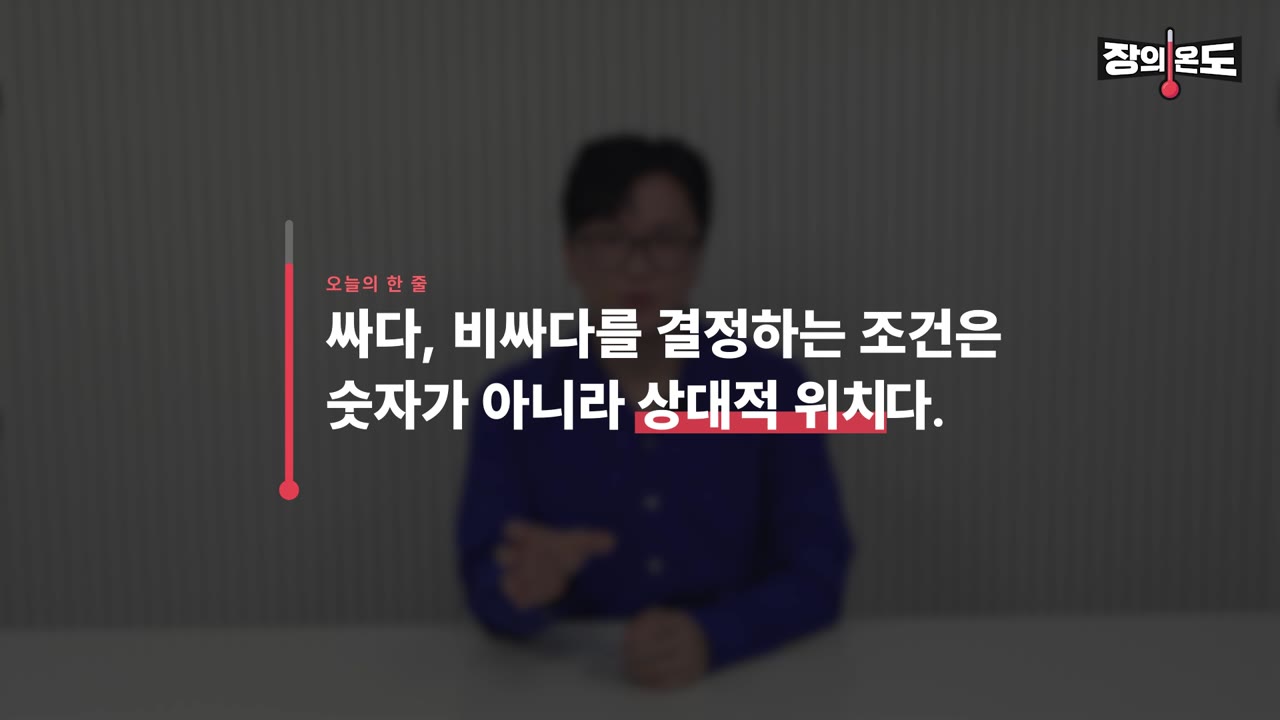 장의 온도
오늘의 한 줄
싸다, 비싸다를 결정하는 조건은
숫자가 아니라 상대적 위치다.